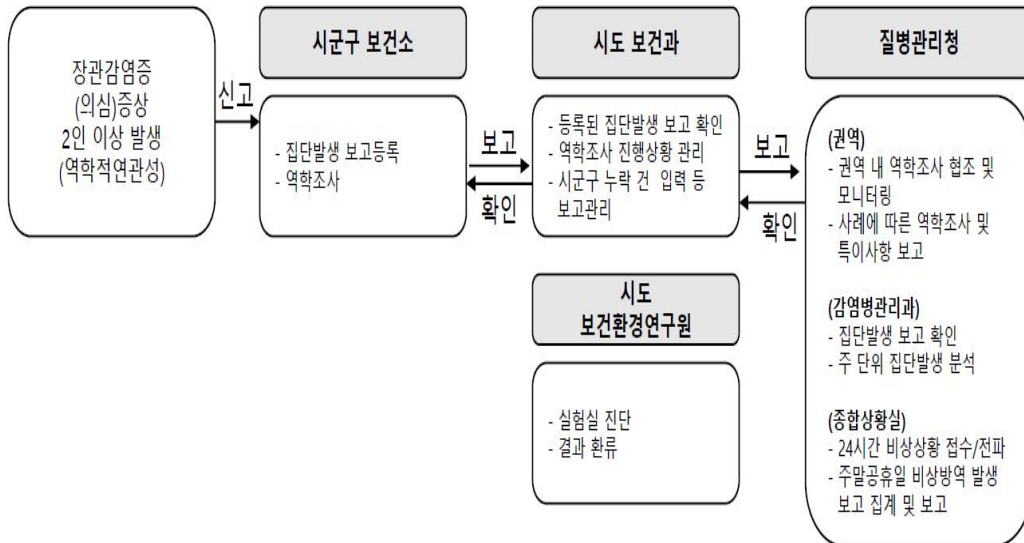 장관감염증
(의심)증상
2인 이상 발생
(역학적연관성)
신고
시군구 보건소
- 집단발생 보고등록
- 역학조사
보고
확인
시도 보건과
- 등록된 집단발생 보고 확인
- 역학조사 진행상황 관리
- 시군구 누락 건 입력 등
보고관리
보고
확인
시도
보건환경연구원
- 실험실 진단
- 결과 환류
질병관리청
(권역)
- 권역 내 역학조사 협조 및
모니터링
- 사례에 따른 역학조사 및
특이사항 보고
(감염병관리과)
- 집단발생 보고 확인
- 주 단위 집단발생 분석
(종합상황실)
- 24시간 비상상황 접수/전파
- 주말공휴일 비상방역 발생
보고 집계 및 보고